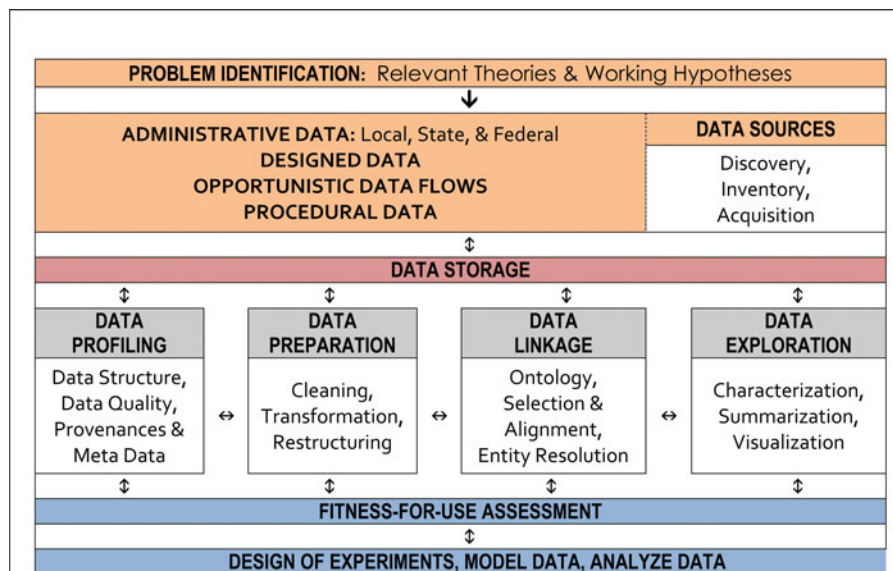 PROBLEM IDENTIFICATION: Relevant Theories & Working Hypotheses
ADMINISTRATIVE DATA: Local, State, & Federal
DESIGNED DATA
OPPORTUNISTIC DATA FLOWS
PROCEDURAL DATA
DATA SOURCES
Discovery,
Inventory,
Acquisition
DATA STORAGE
DATA
PROFILING
Data Structure,
Data Quality,
Provenances &
Meta Data
DATA
PREPARATION
Cleaning,
Transformation,
Restructuring
DATA
LINKAGE
Ontology,
Selection &
Alignment,
Entity Resolution
DATA
EXPLORATION
Characterization,
Summarization,
Visualization
FITNESS-FOR-USE ASSESSMENT
DESIGN OF EXPERIMENTS, MODEL DATA, ANALYZE DATA